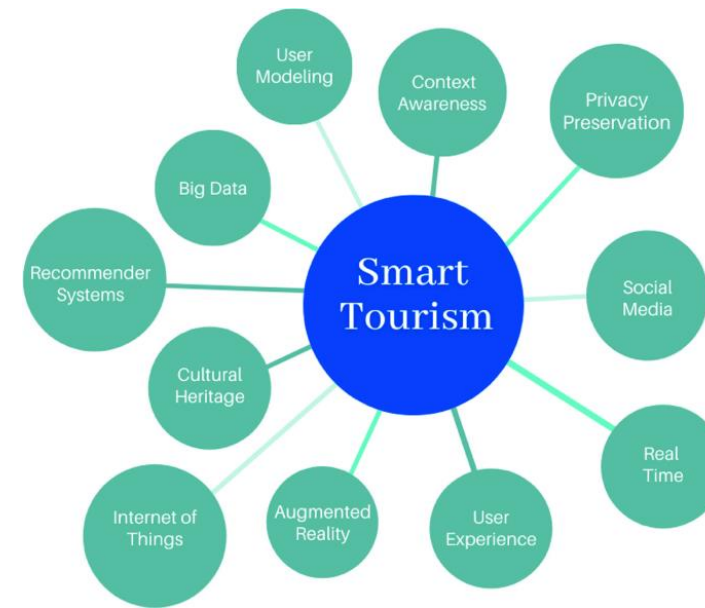 User
Modeling
Context
Awareness
Privacy
Preservation
Big Data
Recommender
Systems
Smart
Tourism
Social
Media
Cultural
Heritage
Real
Time
Internet of
Things
Augmented
Reality
User
Experience